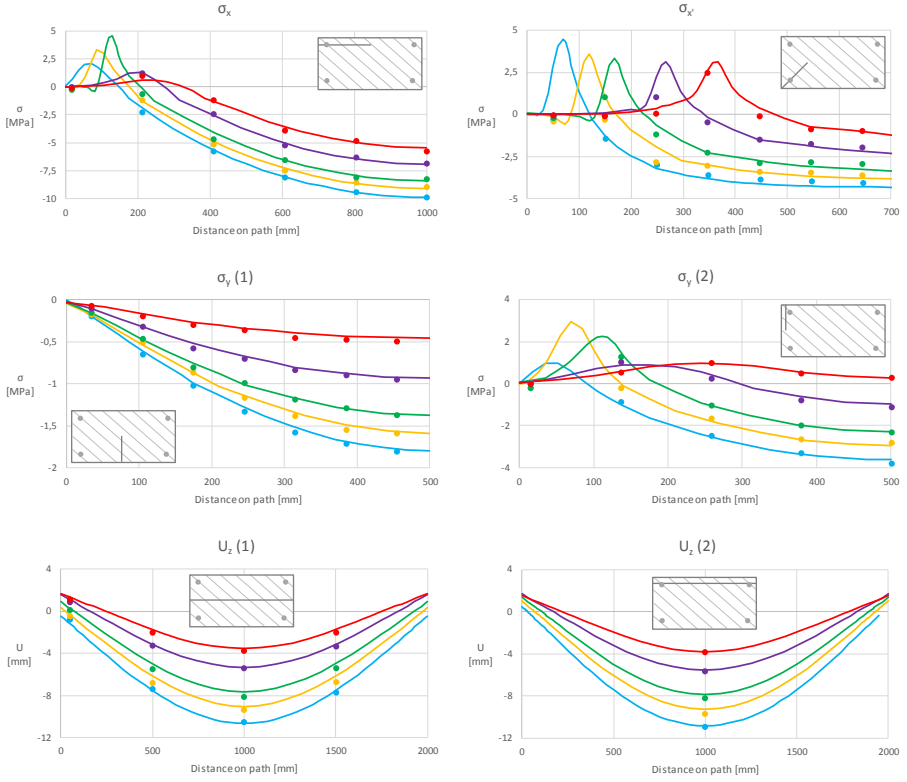 σx
5
2,5
0
-2,5
-5
-7,5
-10
σ
[MPa]
0 200 400 600 800 1000
Distance on path [mm]
σx'
5
2,5
0
-2,5
-5
σ
[MPa]
0 100 200 300 400 500 600 700
Distance on path [mm]
σy (1)
0
-0,5
-1
-1,5
-2
σ
[MPa]
0 100 200 300 400 500
Distance on path [mm]
σy (2)
4
2
0
-2
-4
σ
[MPa]
0 100 200 300 400 500
Distance on path [mm]
Uz (1)
4
0
-4
-8
-12
U
[mm]
0 500 1000 1500 2000
Distance on path [mm]
Uz (2)
4
0
-4
-8
-12
U
[mm]
0 500 1000 1500 2000
Distance on path [mm]